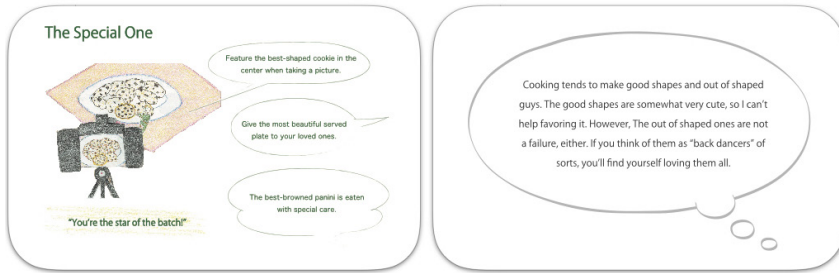 The Special One
Feature the best-shaped cookie in the
center when taking a picture.
Give the most beautiful served
plate to your loved ones.
The best-browned panini is eaten
with special care.
"You're the star of the batch!"
Cooking tends to make good shapes and out of shaped
guys. The good shapes are somewhat very cute, so I can't
help favoring it. However, The out of shaped ones are not
a failure, either. If you think of them as "back dancers" of
sorts, you'll find yourself loving them all.